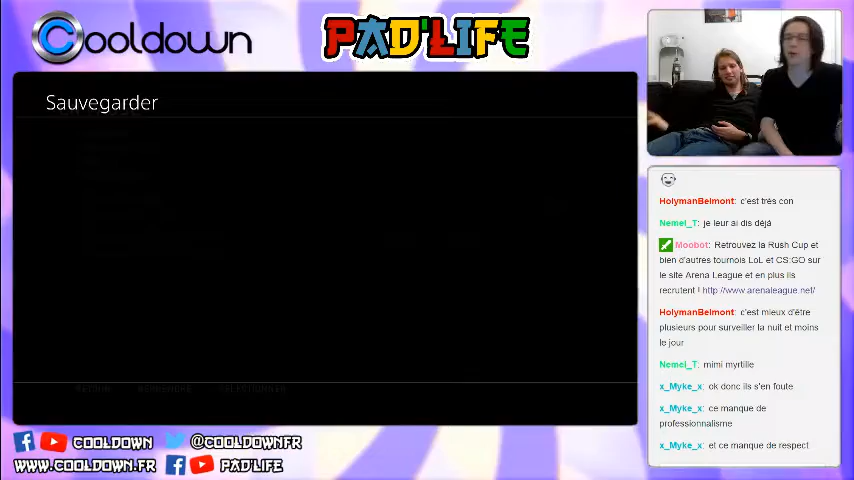 Cooldown
PAD'LIFE
Sauvegarder
HolymanBelmont: c'est très con
Nemel_T: je leur ai dis déjà
Moobot: Retrouvez la Rush Cup et
bien d'autres tournois LoL et CS:GO sur
le site Arena League et en plus ils
recrutent ! http://www.arenaleague.net/
HolymanBelmont: c'est mieux d'être
plusieurs pour surveiller la nuit et moins
le jour
Nemel_T: mimi myrtille
x_Myke_x: ok donc ils s'en foute
x_Myke_x: ce manque de
professionnalisme
x_Myke_x: et ce manque de respect
COOLDOWN @COOLDOWNFR
WWW.COOLDOWN.FR PAD'LIFE